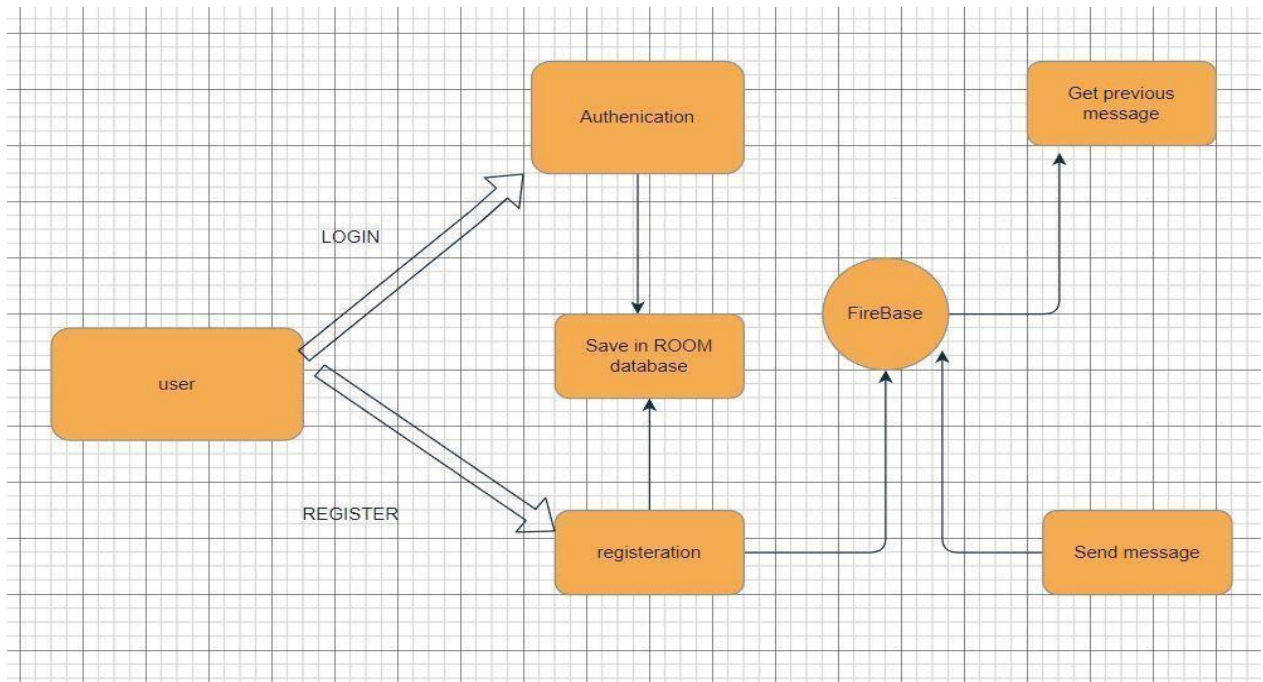 Authenication
Get previous
message
LOGIN
FireBase
Save in ROOM
database
user
REGISTER
registeration
Send message